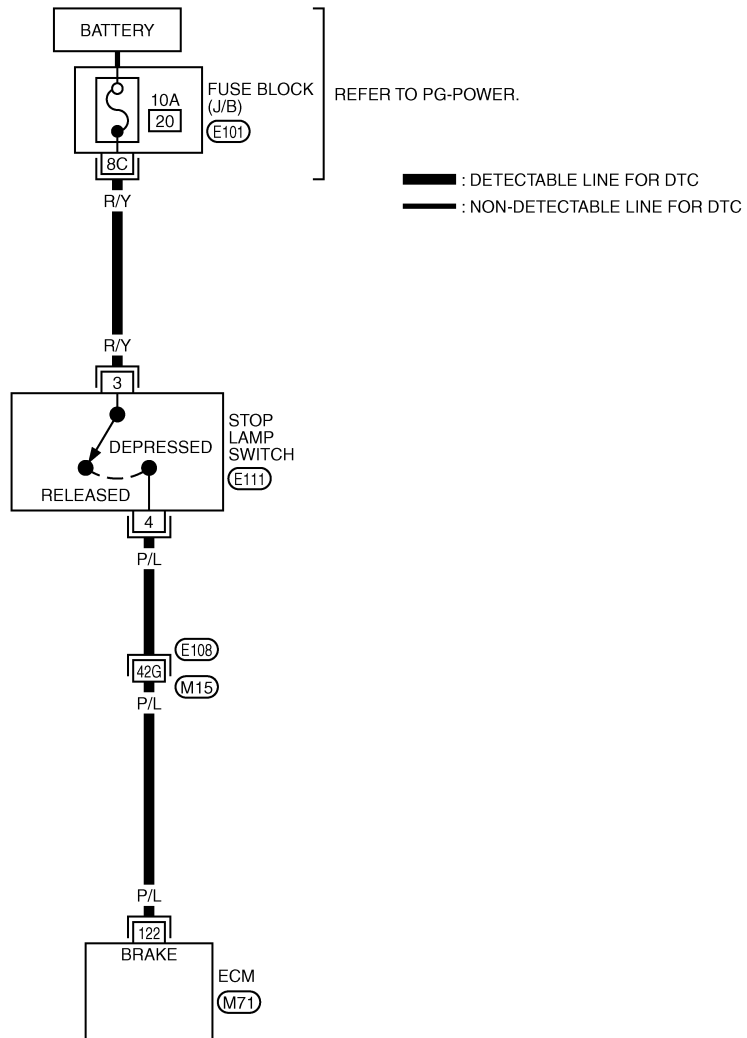 BATTERY
FUSE BLOCK
(J/B)
10A
20
E101
REFER TO PG-POWER.
8C
R/Y
: DETECTABLE LINE FOR DTC
: NON-DETECTABLE LINE FOR DTC
R/Y
3
STOP
LAMP
SWITCH
E111
DEPRESSED
RELEASED
4
P/L
E108
42G
M15
P/L
P/L
122
BRAKE
ECM
M71